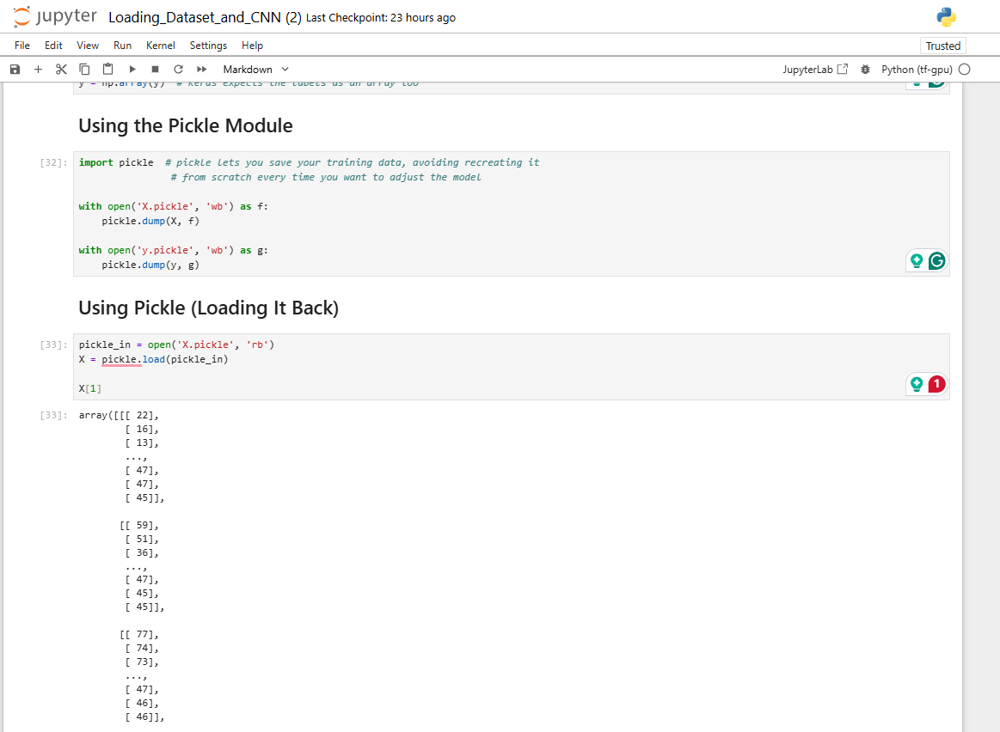 jupyter Loading_Dataset_and_CNN (2) Last Checkpoint: 23 hours ago
File Edit View Run Kernel Settings Help Trusted
Markdown JupyterLab Python (tf-gpu)
y = np.array(y)  # Keras expects the labels as an array too
Using the Pickle Module
[32]: import pickle  # pickle lets you save your training data, avoiding recreating it
# from scratch every time you want to adjust the model
with open('X.pickle', 'wb') as f:
pickle.dump(X, f)
with open('y.pickle', 'wb') as g:
pickle.dump(y, g)
Using Pickle (Loading It Back)
[33]: pickle_in = open('X.pickle', 'rb')
X = pickle.load(pickle_in)
X[1]
1
[33]: array([[[ 22],
[ 16],
[ 13],
...,
[ 47],
[ 47],
[ 45]],
[[ 59],
[ 51],
[ 36],
...,
[ 47],
[ 45],
[ 45]],
[[ 77],
[ 74],
[ 73],
...,
[ 47],
[ 46],
[ 46]],